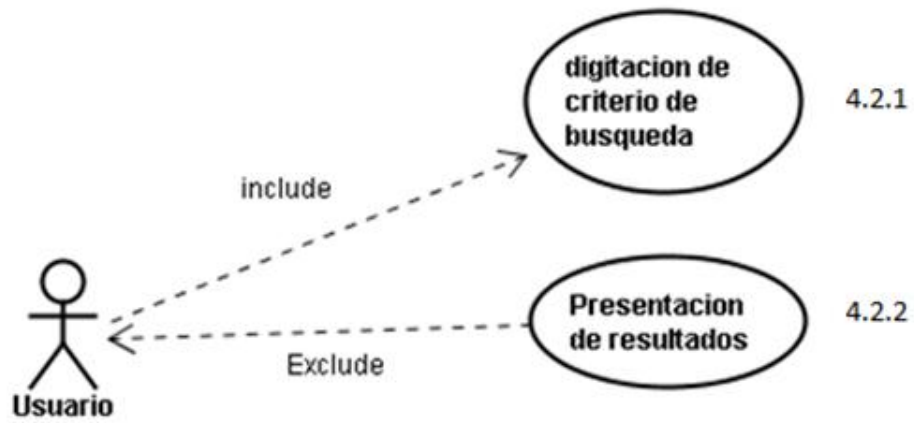 digitacion de
criterio de
busqueda
4.2.1
include
Presentacion
de resultados
4.2.2
Exclude
Usuario